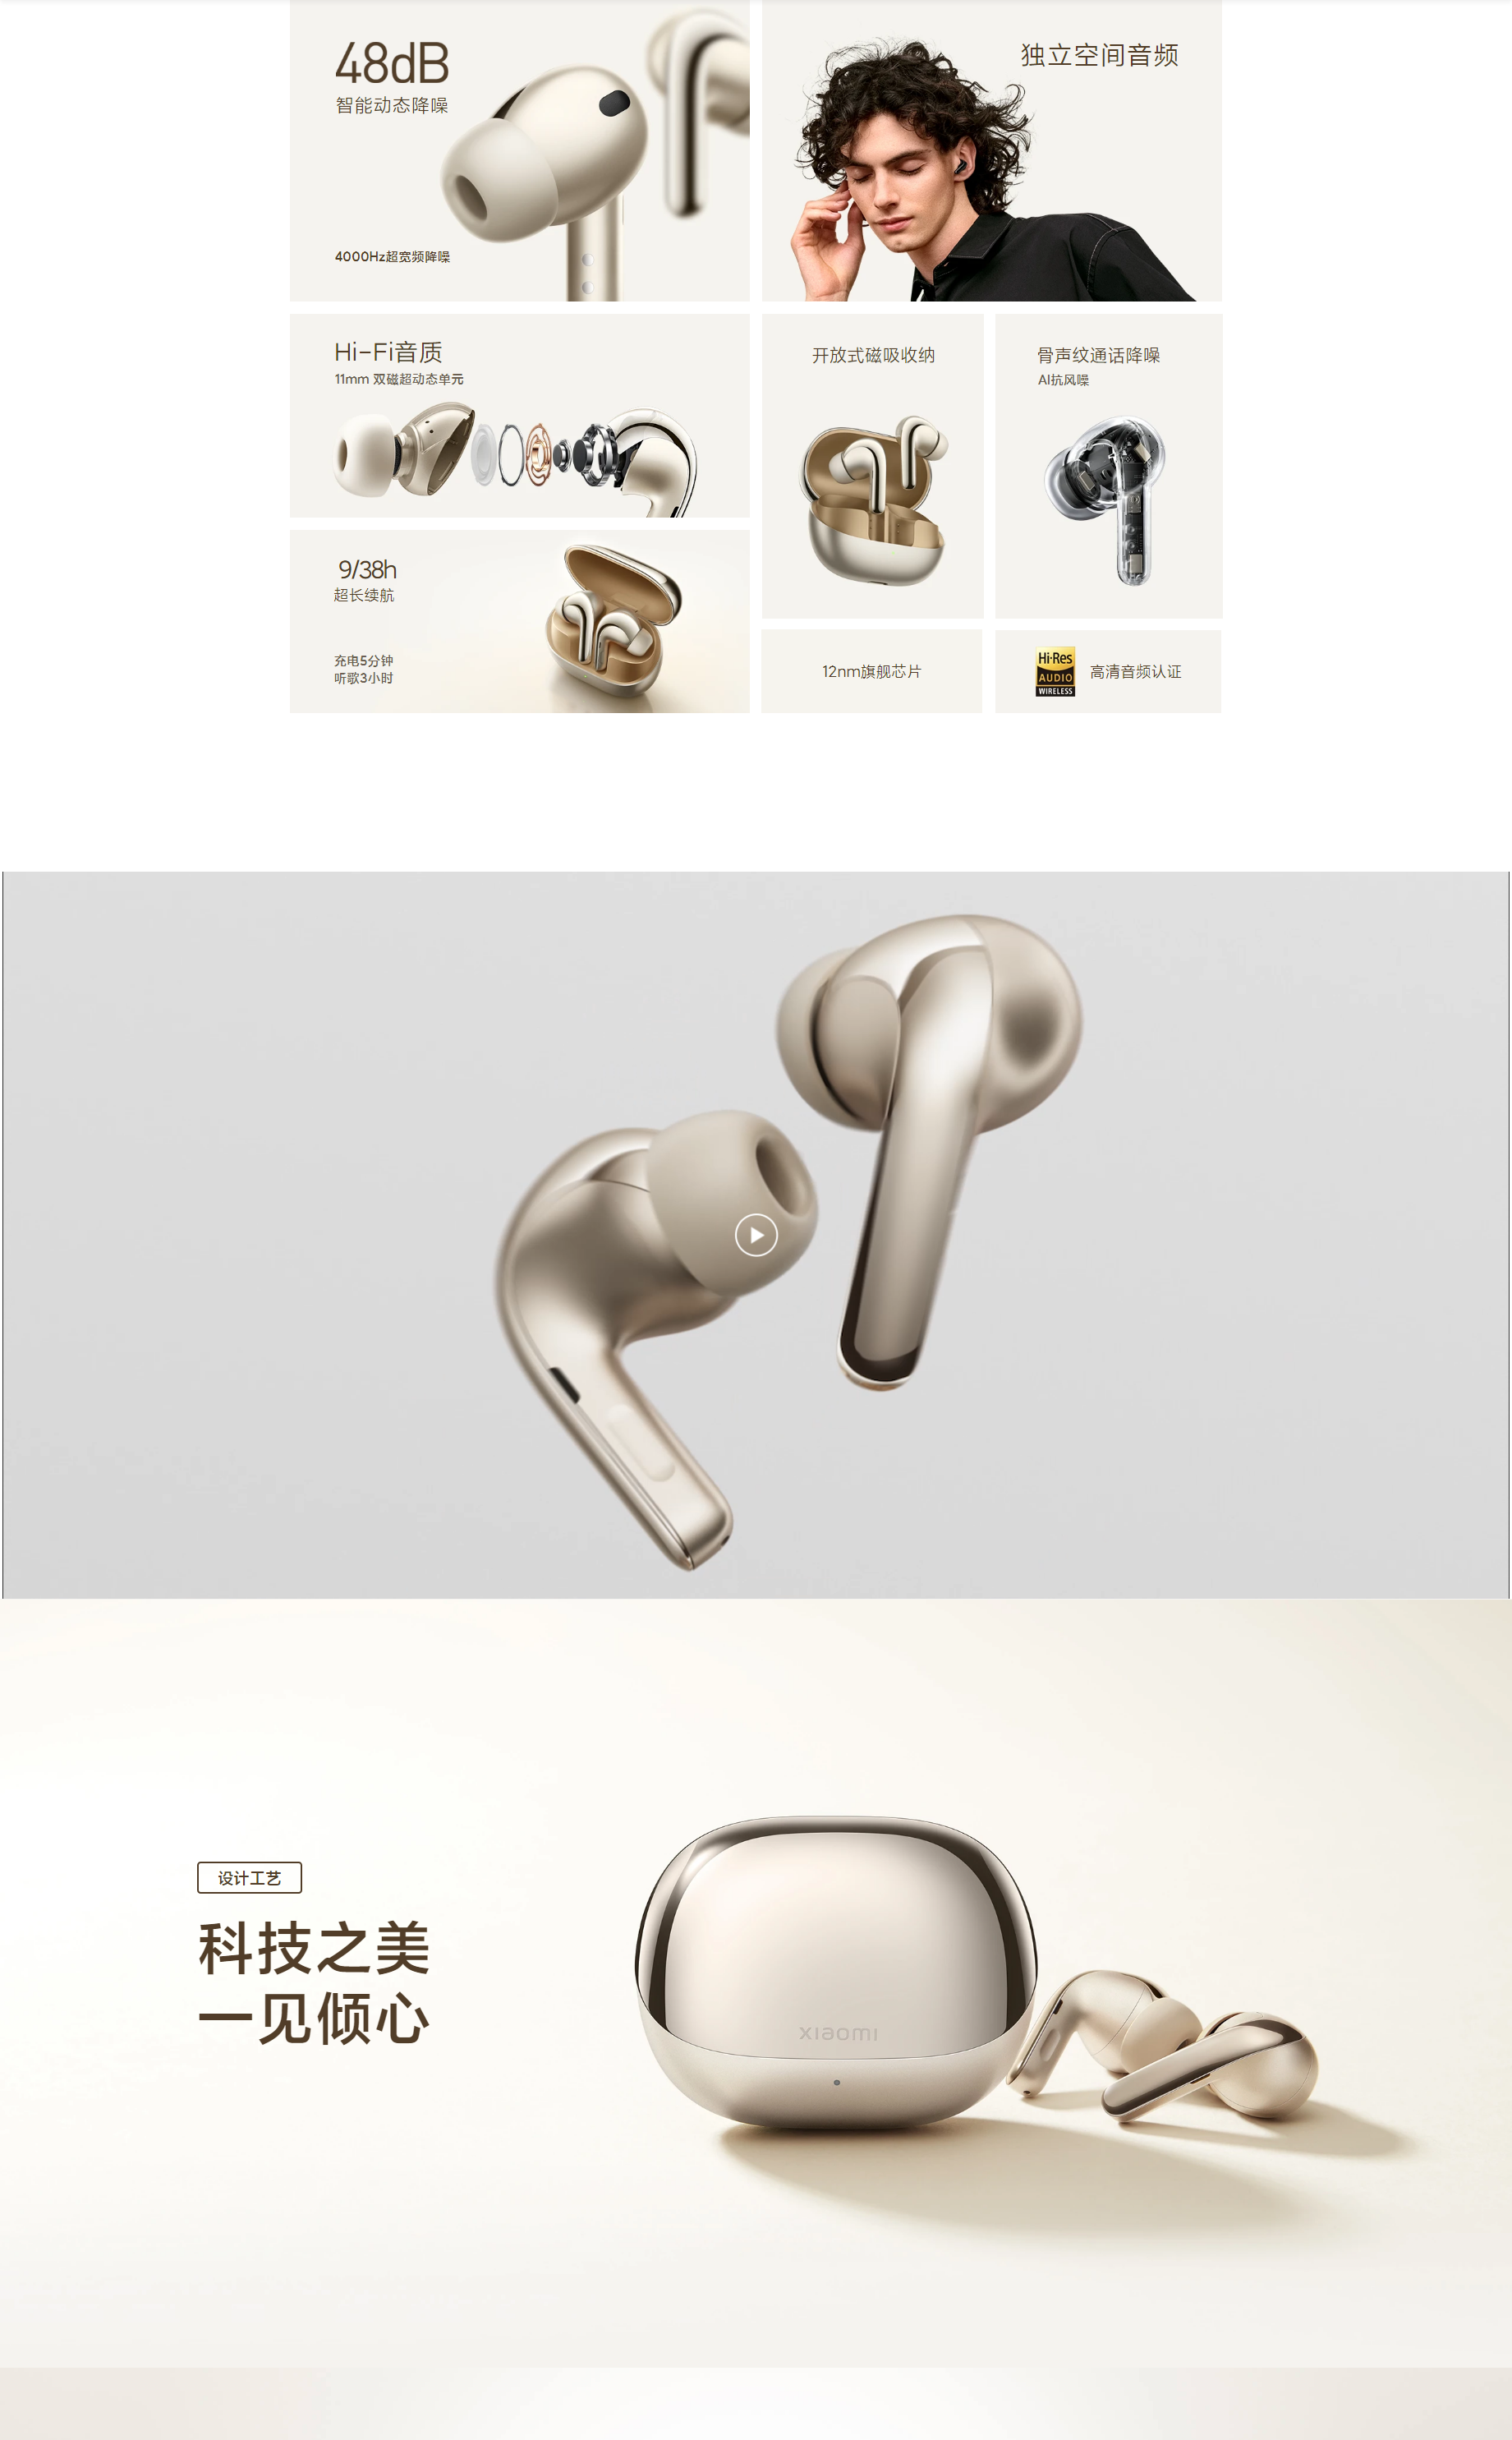 48dB
智能动态降噪
4000Hz超宽频降噪
独立空间音频
Hi-Fi音质
11mm 双磁超动态单元
9/38h
超长续航
充电5分钟
听歌3小时
开放式磁吸收纳
骨声纹通话降噪
AI抗风噪
12nm旗舰芯片
Hi-Res
AUDIO
WIRELESS
高清音频认证
设计工艺
科技之美
一见倾心
xiaomi